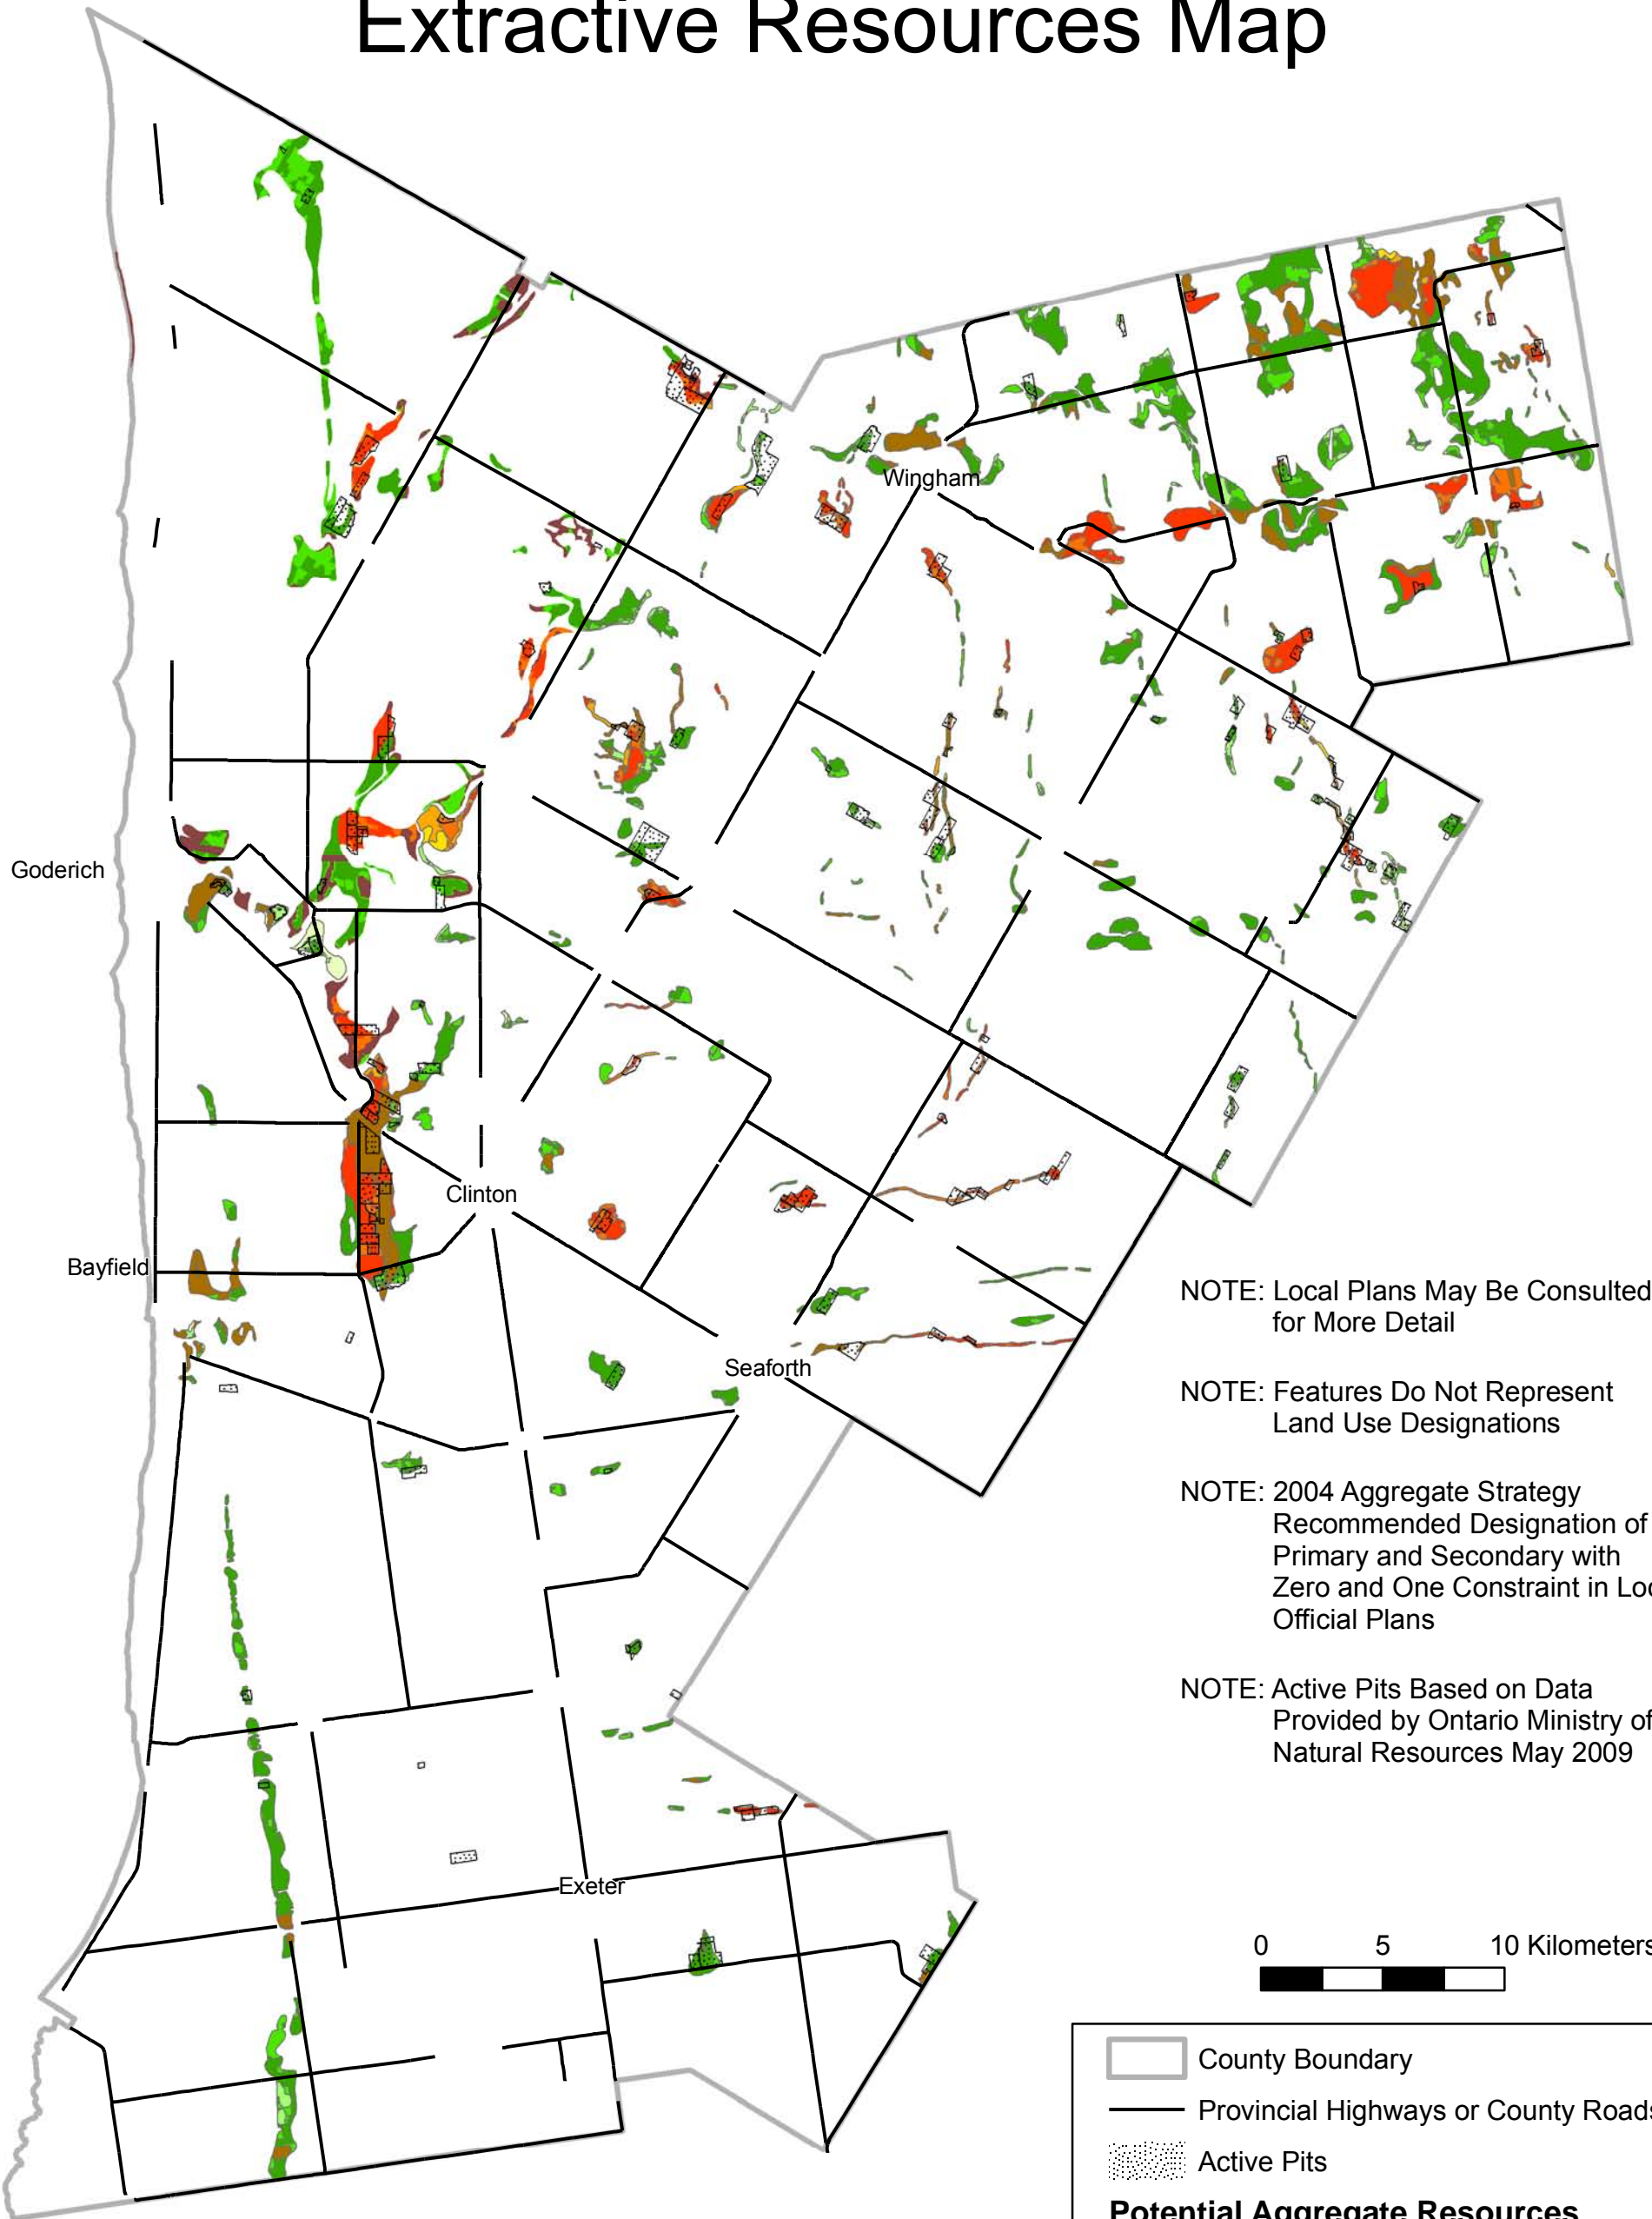 Extractive Resources Map
Wingham
Goderich
Clinton
Bayfield
Seaforth
Exeter
NOTE: Local Plans May Be Consulted
for More Detail
NOTE: Features Do Not Represent
Land Use Designations
NOTE: 2004 Aggregate Strategy
Recommended Designation of
Primary and Secondary with
Zero and One Constraint in Loc
Official Plans
NOTE: Active Pits Based on Data
Provided by Ontario Ministry of
Natural Resources May 2009
0 5 10 Kilometers
County Boundary
Provincial Highways or County Roads
Active Pits
Potential Aggregate Resources